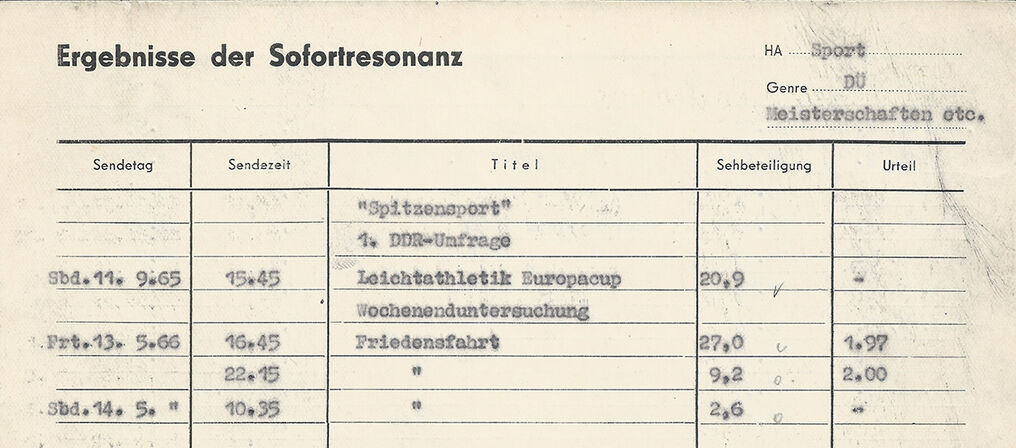 Ergebnisse der Sofortresonanz
HA Sport
Genre DÜ
Meisterschaften etc.
Sendetag Sendezeit Titel Sehbeteiligung Urteil
"Spitzensport"
1. DDR-Umfrage
Sbd.11. 9.65 15.45 Leichtathletik Europacup 20,9 -
Wochenenduntersuchung
Frt.13. 5.66 16.45 Friedensfahrt 27,0 1.97
22.15 " 9,2 2.00
Sbd.14. 5. " 10.35 " 2,6 -